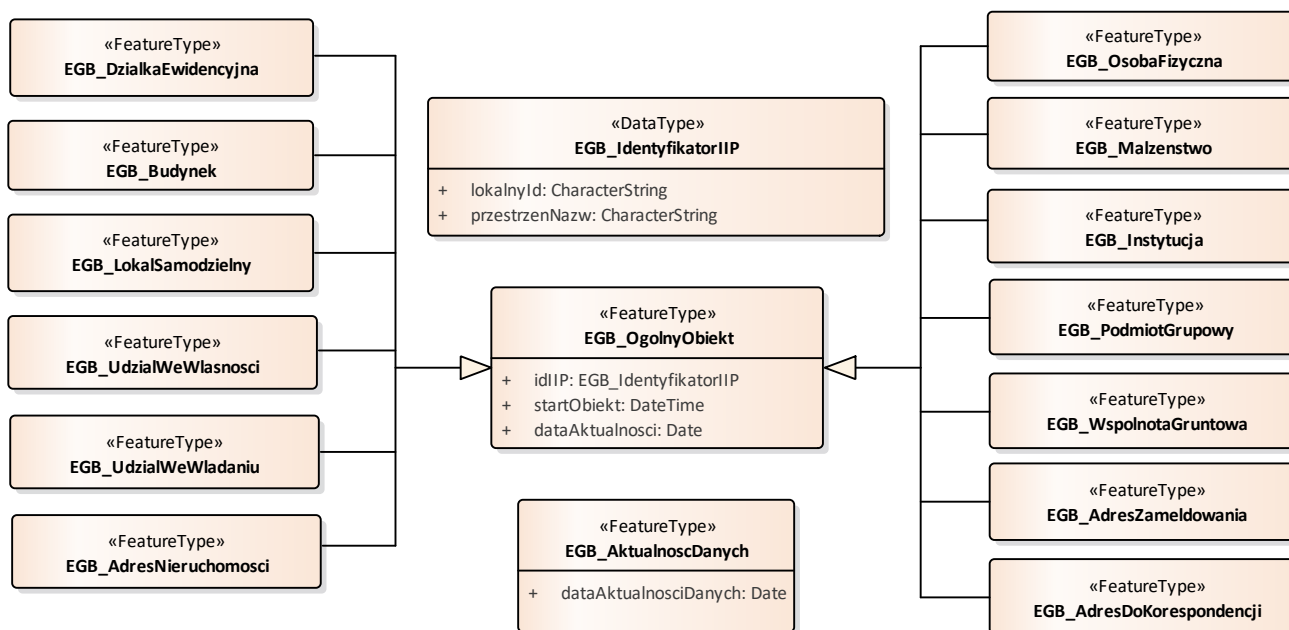 «FeatureType»
EGB_DzialkaEwidencyjna
«FeatureType»
EGB_Budynek
«FeatureType»
EGB_LokalSamodzielny
«FeatureType»
EGB_UdzialWeWlasnosci
«FeatureType»
EGB_UdzialWeWladaniu
«FeatureType»
EGB_AdresNieruchomosci
«DataType»
EGB_IdentyfikatorIIP
+ lokalnyId: CharacterString
+ przestrzenNazw: CharacterString
«FeatureType»
EGB_OgolnyObiekt
+ idIIP: EGB_IdentyfikatorIIP
+ startObiekt: DateTime
+ dataAktualnosci: Date
«FeatureType»
EGB_AktualnoscDanych
+ dataAktualnosciDanych: Date
«FeatureType»
EGB_OsobaFizyczna
«FeatureType»
EGB_Malzenstwo
«FeatureType»
EGB_Instytucja
«FeatureType»
EGB_PodmiotGrupowy
«FeatureType»
EGB_WspolnotaGruntowa
«FeatureType»
EGB_AdresZameldowania
«FeatureType»
EGB_AdresDoKorespondencji